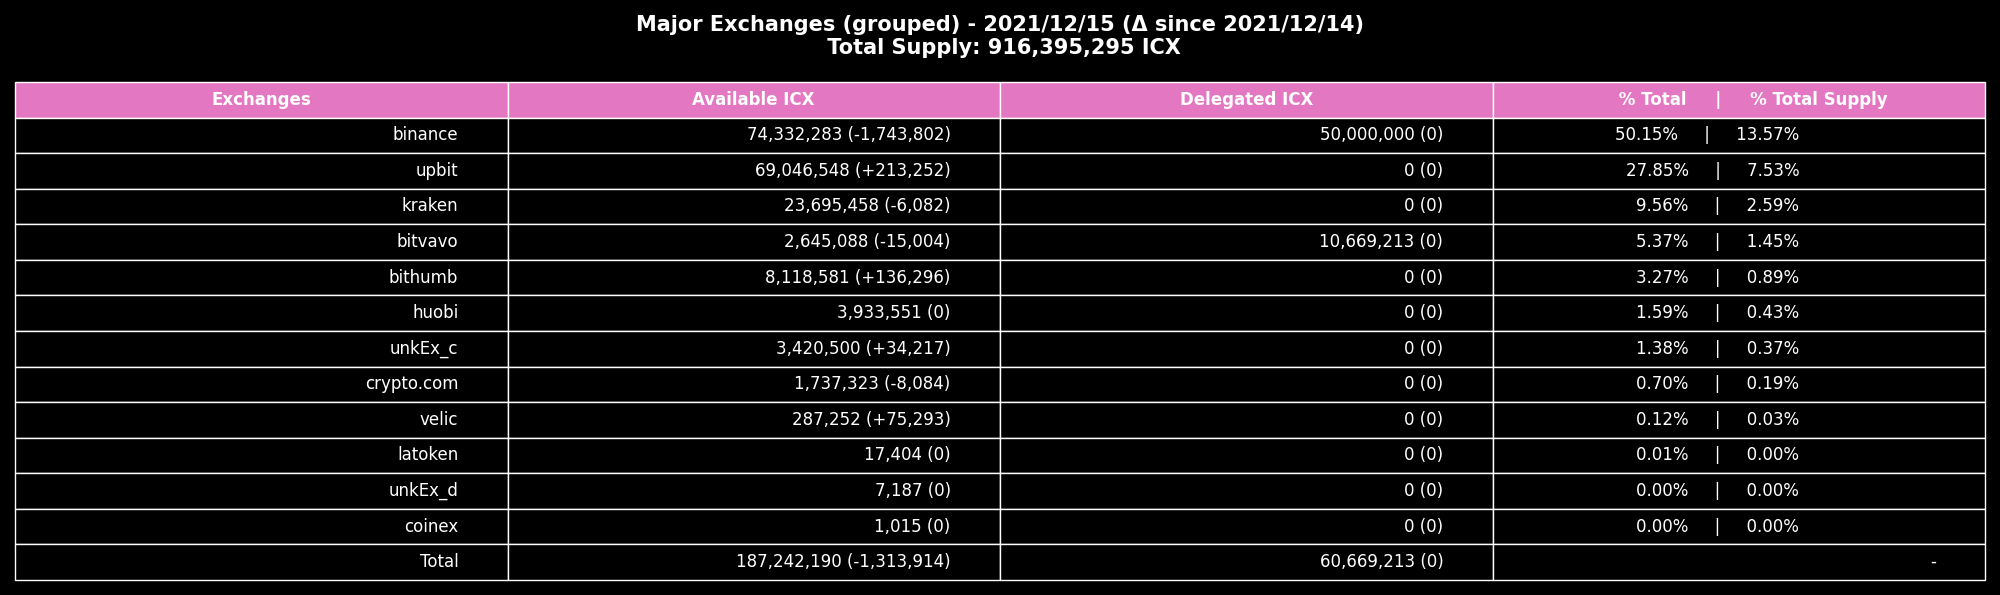 Major Exchanges (grouped) - 2021/12/15 (Δ since 2021/12/14)
Total Supply: 916,395,295 ICX
Exchanges Available ICX Delegated ICX % Total | % Total Supply
binance 74,332,283 (-1,743,802) 50,000,000 (0) 50.15% | 13.57%
upbit 69,046,548 (+213,252) 0 (0) 27.85% | 7.53%
kraken 23,695,458 (-6,082) 0 (0) 9.56% | 2.59%
bitvavo 2,645,088 (-15,004) 10,669,213 (0) 5.37% | 1.45%
bithumb 8,118,581 (+136,296) 0 (0) 3.27% | 0.89%
huobi 3,933,551 (0) 0 (0) 1.59% | 0.43%
unkEx_c 3,420,500 (+34,217) 0 (0) 1.38% | 0.37%
crypto.com 1,737,323 (-8,084) 0 (0) 0.70% | 0.19%
velic 287,252 (+75,293) 0 (0) 0.12% | 0.03%
latoken 17,404 (0) 0 (0) 0.01% | 0.00%
unkEx_d 7,187 (0) 0 (0) 0.00% | 0.00%
coinex 1,015 (0) 0 (0) 0.00% | 0.00%
Total 187,242,190 (-1,313,914) 60,669,213 (0) -